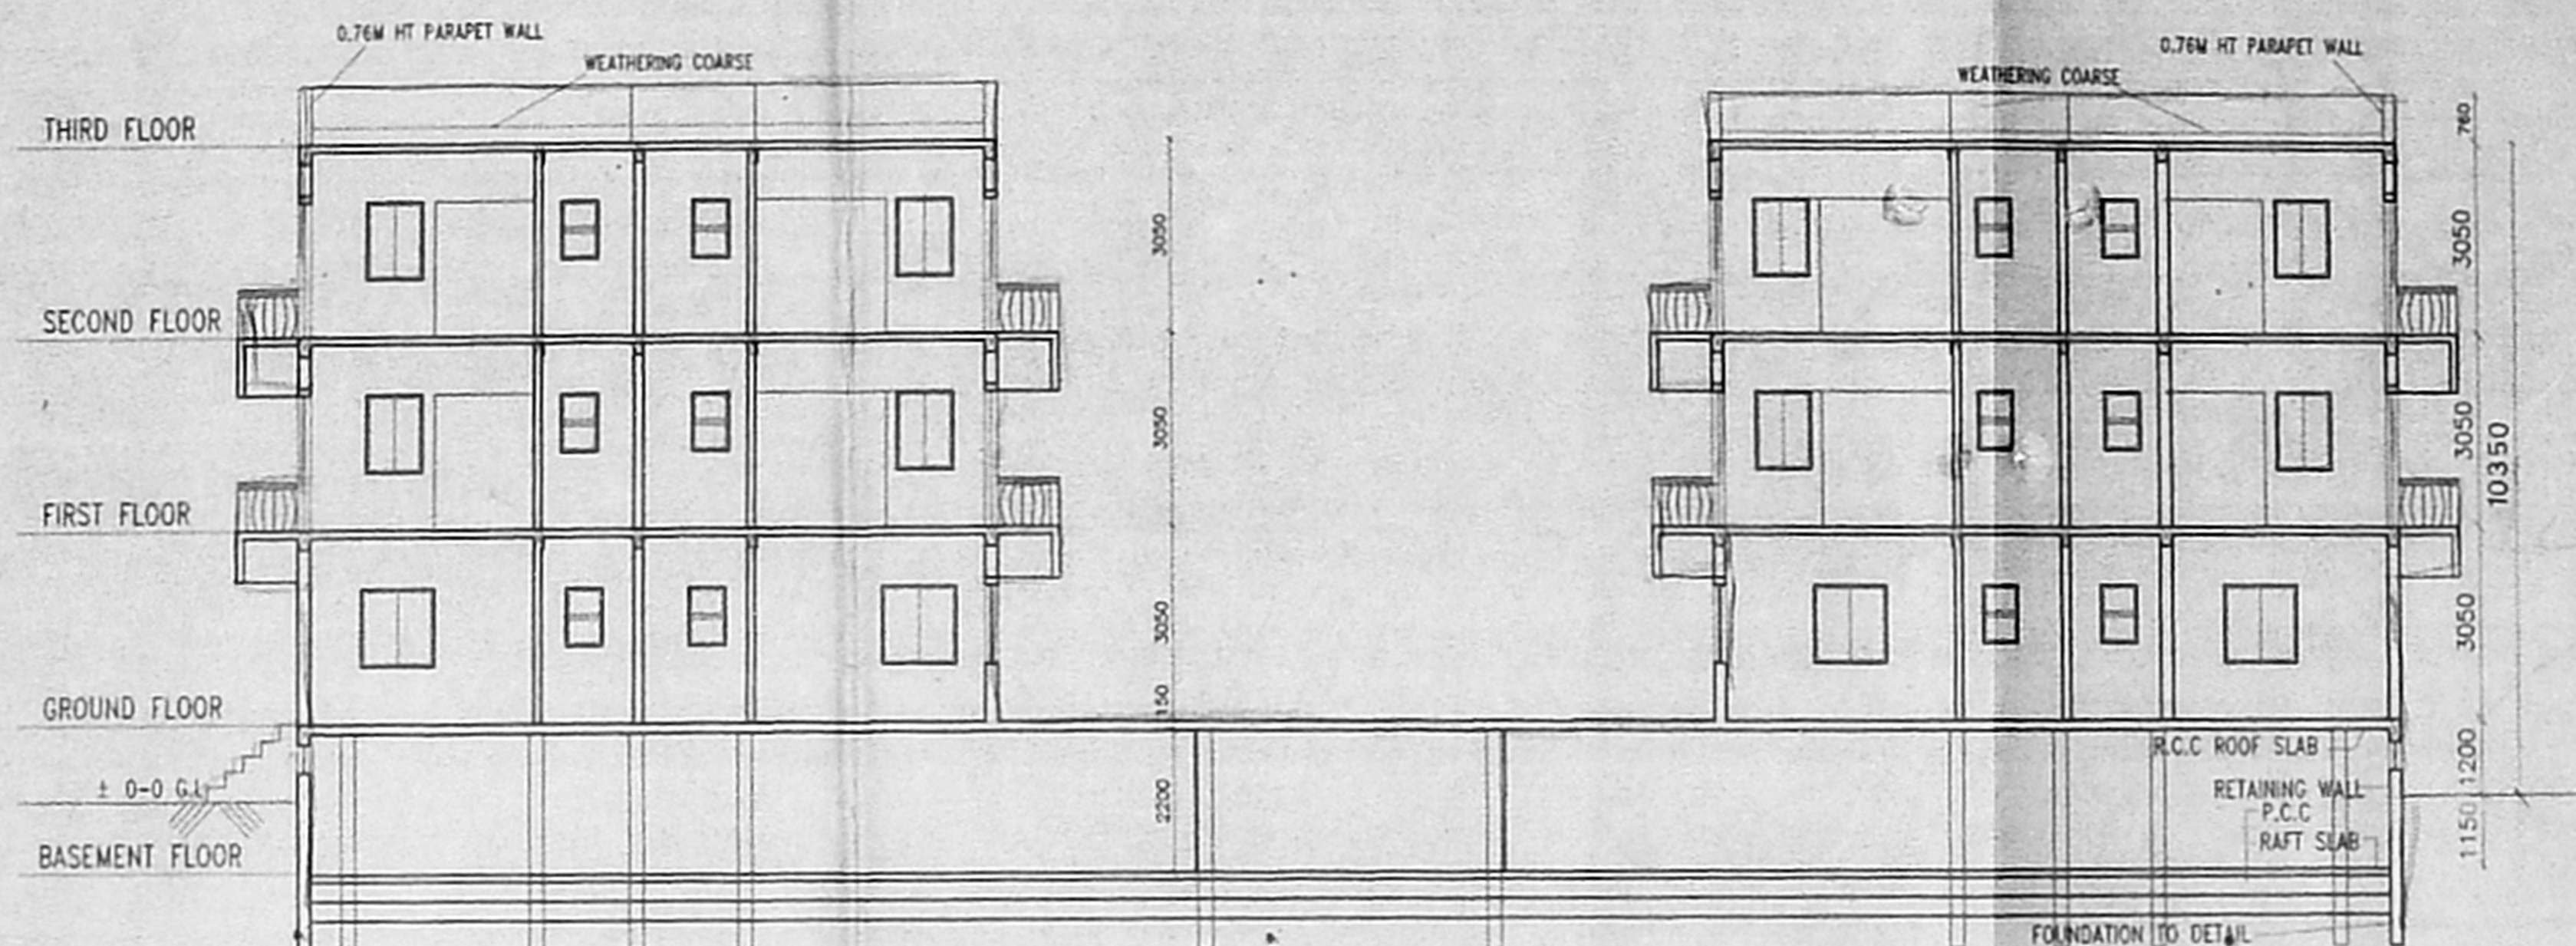 0.76M HT PARAPET WALL
WEATHERING COARSE
0.76M HT PARAPET WALL
WEATHERING COARSE
THIRD FLOOR
760
3050
3050
SECOND FLOOR
3050
3050
10350
FIRST FLOOR
3050
3050
GROUND FLOOR
150
R.C.C ROOF SLAB
1200
± 0-0 G.L
2200
RETAINING WALL
P.C.C
1150
RAFT SLAB
BASEMENT FLOOR
FOUNDATION TO DETAIL